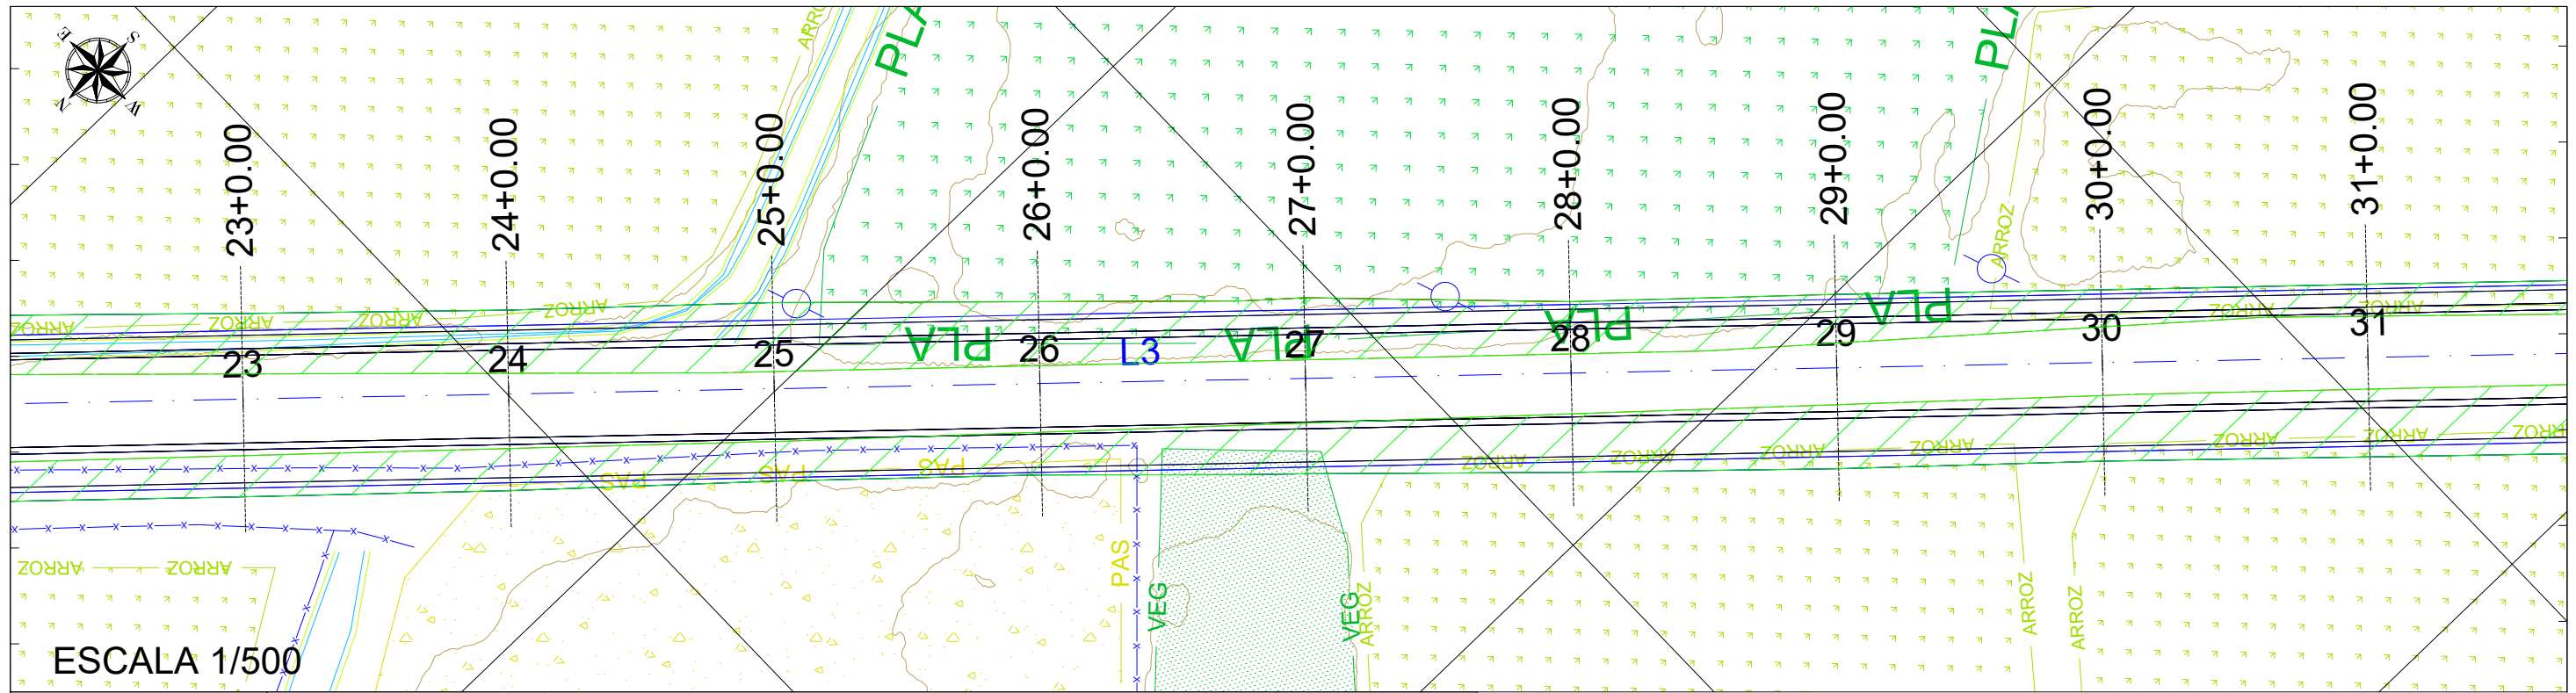 E
S
N
W
ARRO
PLA
PLA
23+0.00
24+0.00
25+0.00
26+0.00
27+0.00
28+0.00
29+0.00
30+0.00
31+0.00
ARROZ
ARROZ
ARROZ
ARROZ
ARROZ
PLA
ARROZ
ARROZ
23
24
25
PLA
26
L3
PLA
27
PLA
28
29
30
31
PAS
PAS
PAS
ARROZ
ARROZ
ARROZ
ARROZ
ARROZ
ARROZ
ARROZ
ARROZ
ARROZ
PAS
VEG
VEG
ARROZ
ARROZ
ARROZ
ESCALA 1/500